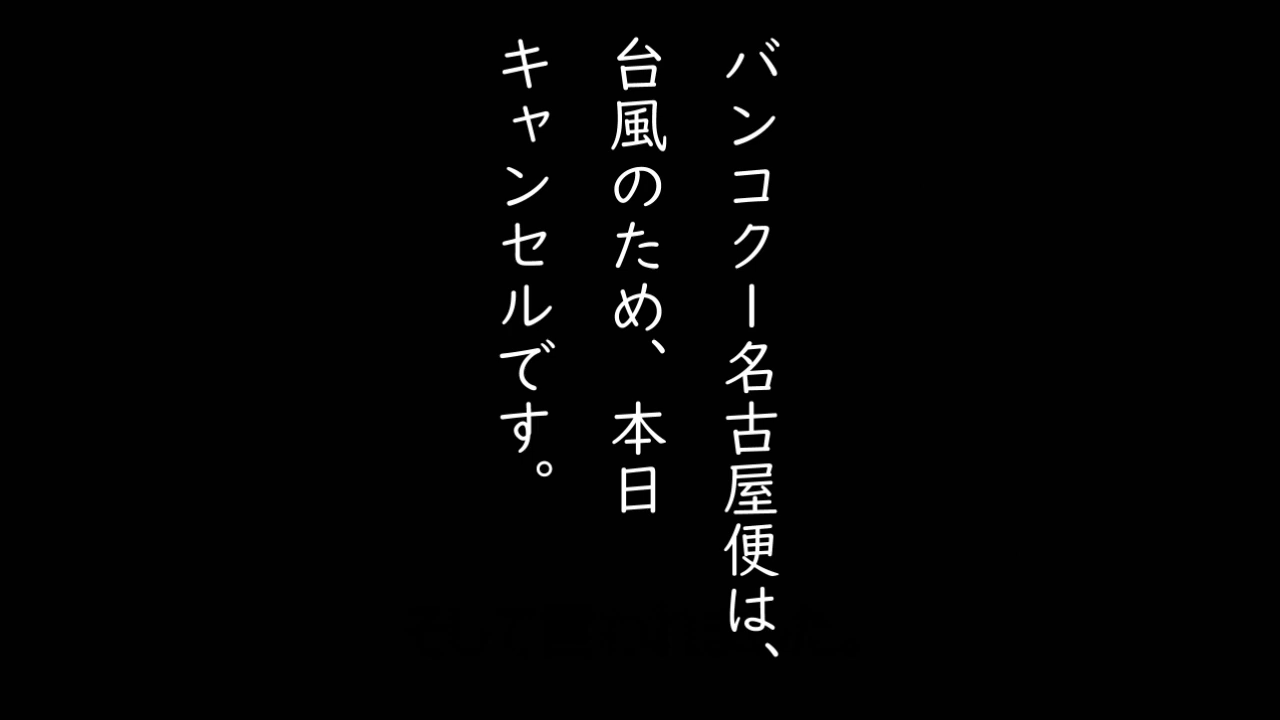 バンコクー名古屋便は、
台風のため、本日
キャンセルです。